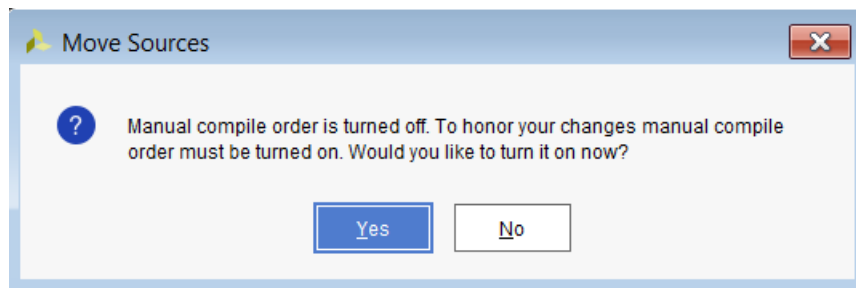 Move Sources
Manual compile order is turned off. To honor your changes manual compile
order must be turned on. Would you like to turn it on now?
Yes
No